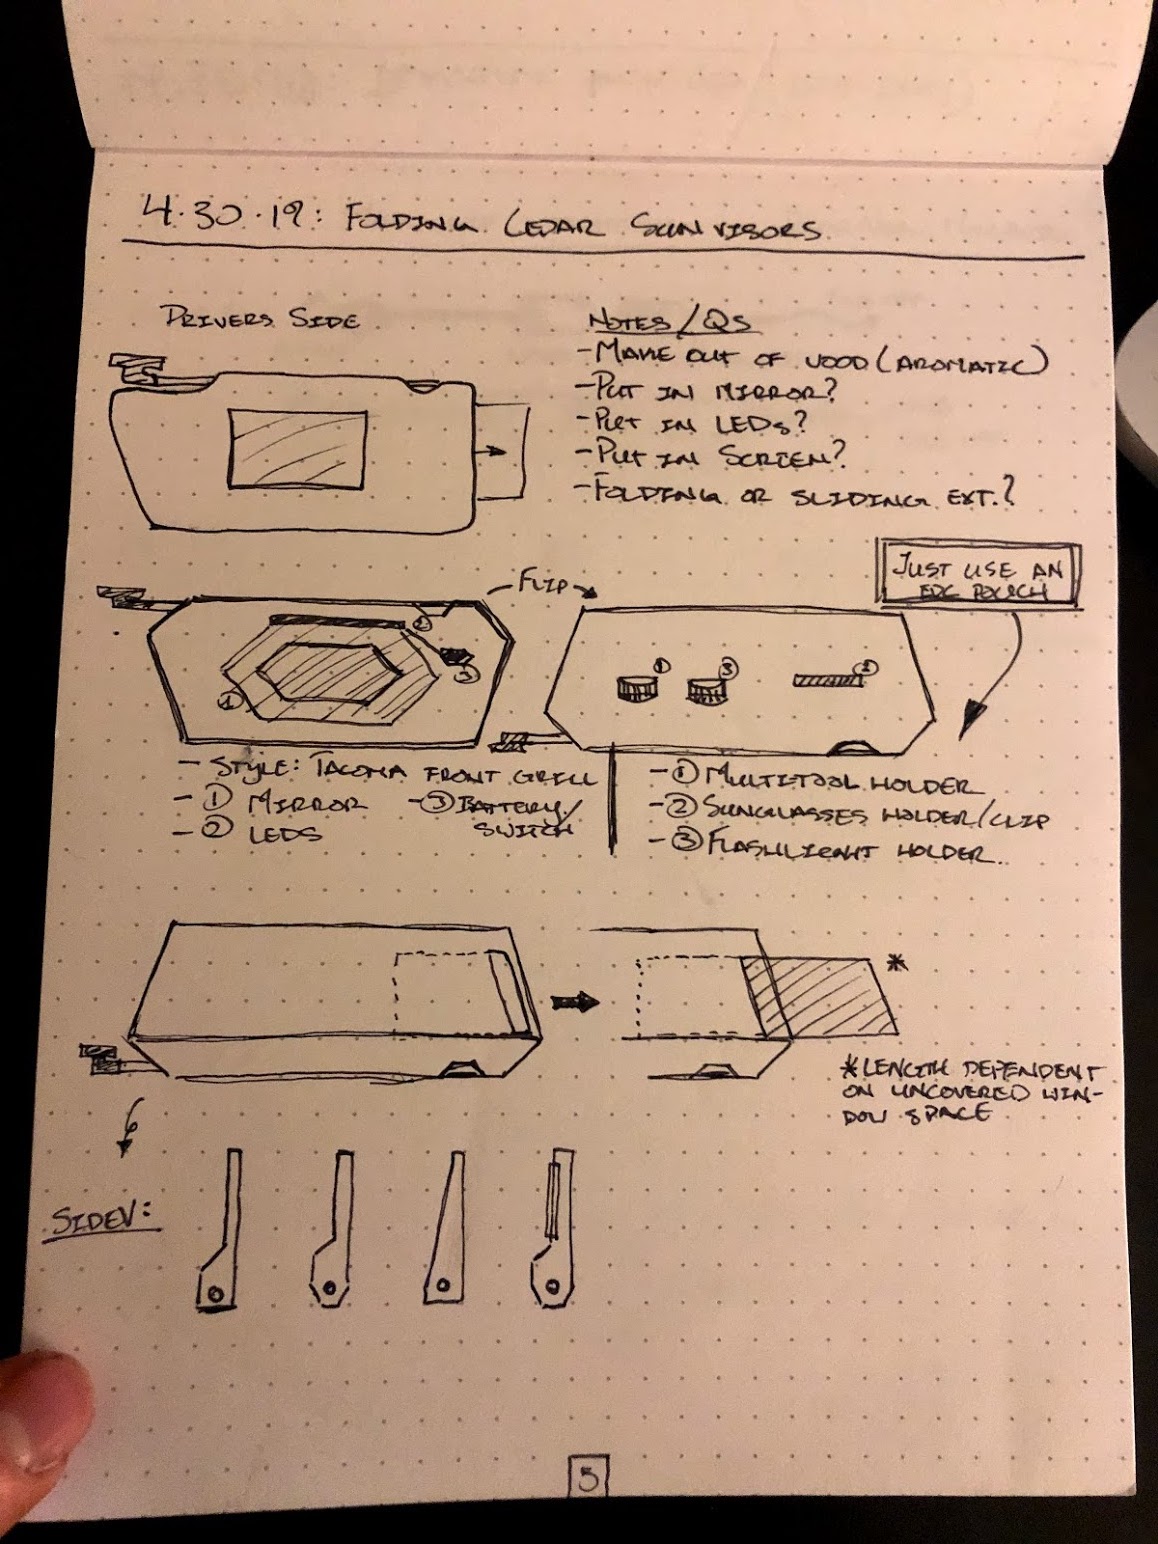 4.30.19: FOLDING CEDAR SUN VISORS
DRIVERS SIDE
NOTES/QS
-MAKE OUT OF WOOD (AROMATIC)
-PUT IN MIRROR?
-PUT IN LEDS?
-PUT IN SCREEN?
-FOLDING OR SLIDING EXT.?
JUST USE AN
EDC POUCH
-FLIP-
②
③
①
① ③ ②
- STYLE: TACOMA FRONT GRILL
- ① MIRROR
- ② LEDS
-③ BATTERY/
SWITCH
-① MULTITOOL HOLDER
-② SUNGLASSES HOLDER/CLIP
-③ FLASHLIGHT HOLDER
*
*LENGTH DEPENDENT
ON UNCOVERED WIN-
DOW SPACE
SIDEV:
5